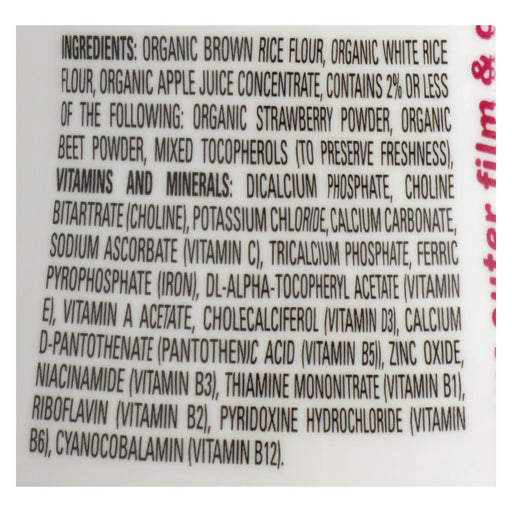 INGREDIENTS: ORGANIC BROWN RICE FLOUR, ORGANIC WHITE RICE
FLOUR, ORGANIC APPLE JUICE CONCENTRATE, CONTAINS 2% OR LESS
OF THE FOLLOWING: ORGANIC STRAWBERRY POWDER, ORGANIC
BEET POWDER, MIXED TOCOPHEROLS (TO PRESERVE FRESHNESS),
VITAMINS AND MINERALS: DICALCIUM PHOSPHATE, CHOLINE
BITARTRATE (CHOLINE), POTASSIUM CHLORIDE, CALCIUM CARBONATE,
SODIUM ASCORBATE (VITAMIN C), TRICALCIUM PHOSPHATE, FERRIC
PYROPHOSPHATE (IRON), DL-ALPHA-TOCOPHERYL ACETATE (VITAMIN
E), VITAMIN A ACETATE, CHOLECALCIFEROL (VITAMIN D3), CALCIUM
D-PANTOTHENATE (PANTOTHENIC ACID (VITAMIN B5)), ZINC OXIDE,
NIACINAMIDE (VITAMIN B3), THIAMINE MONONITRATE (VITAMIN B1),
RIBOFLAVIN (VITAMIN B2), PYRIDOXINE HYDROCHLORIDE (VITAMIN
B6), CYANOCOBALAMIN (VITAMIN B12).
outer film &